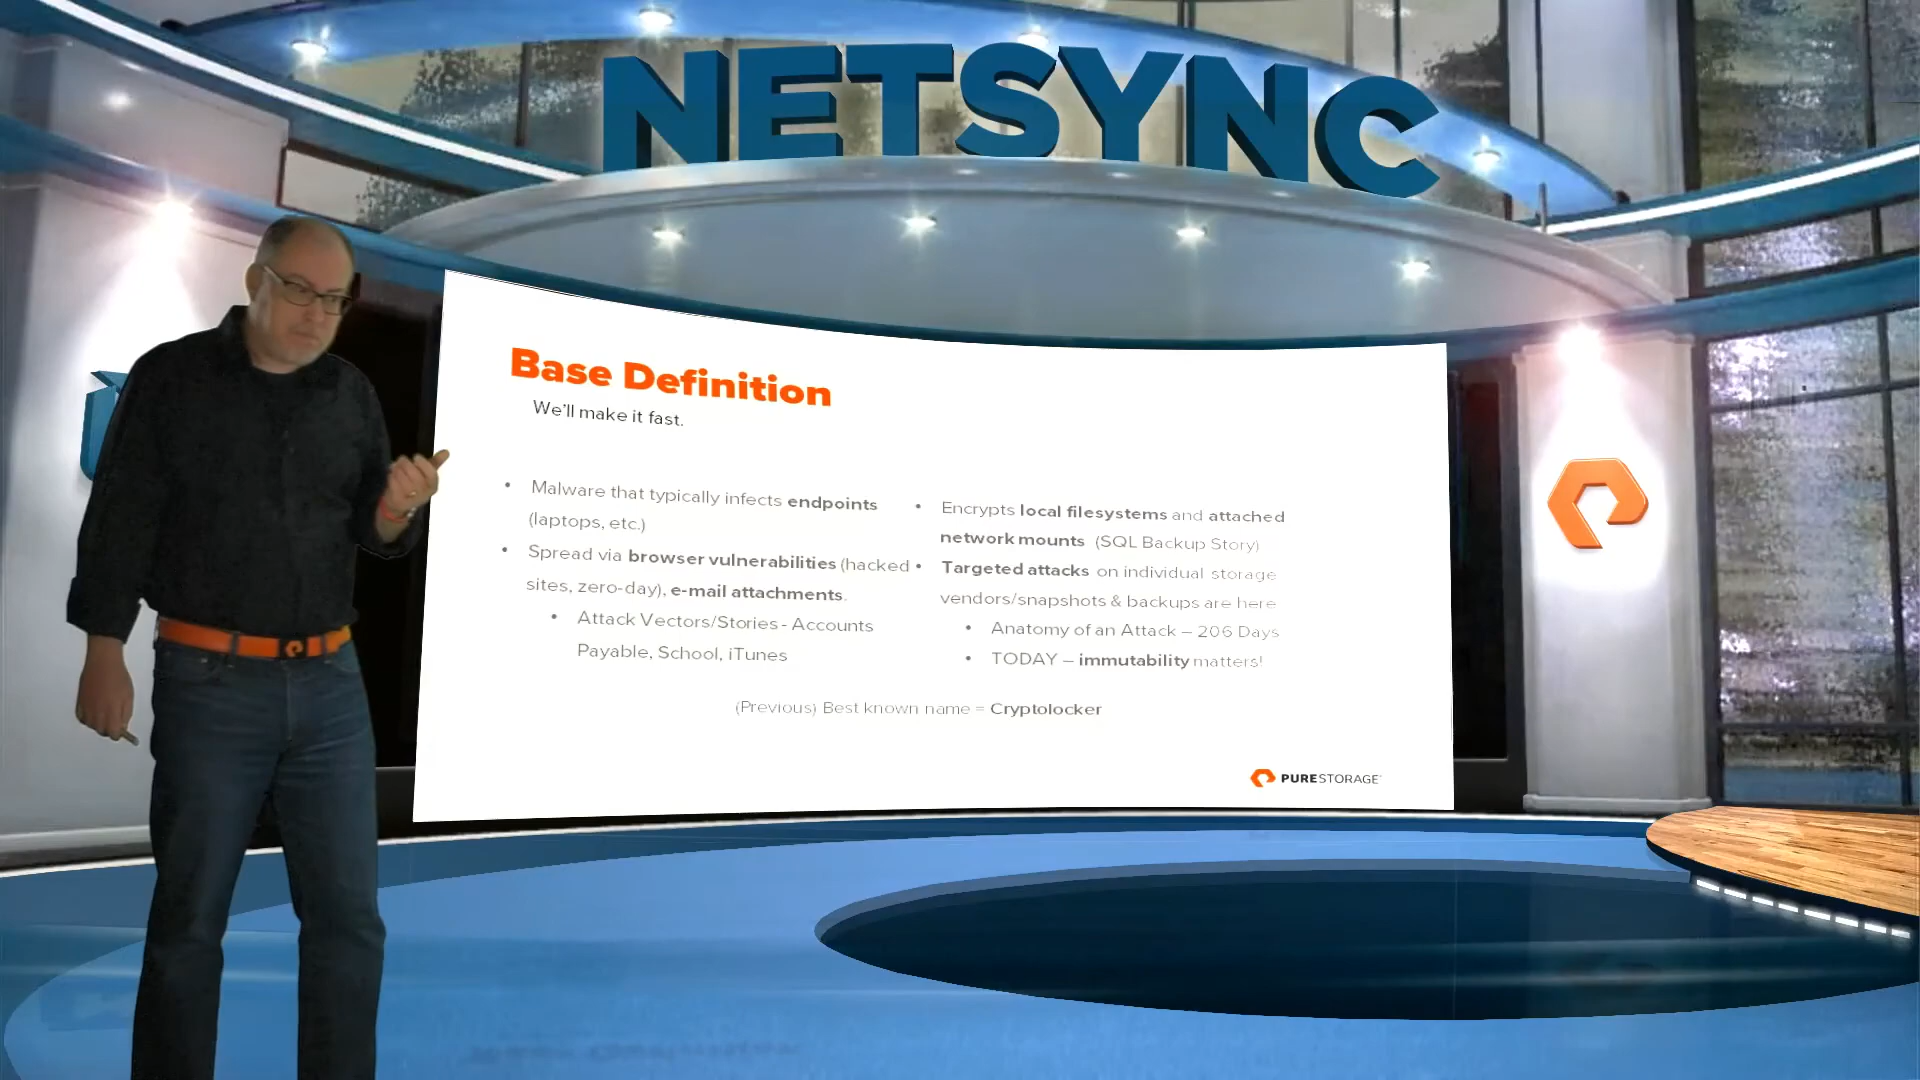 NETSYNC
Base Definition
We'll make it fast.
• Malware that typically infects endpoints
(laptops, etc.)
• Spread via browser vulnerabilities (hacked
sites, zero-day), e-mail attachments.
• Attack Vectors/Stories - Accounts
Payable, School, iTunes
• Encrypts local filesystems and attached
network mounts (SQL Backup Story)
• Targeted attacks on individual storage
vendors/snapshots & backups are here
• Anatomy of an Attack – 206 Days
• TODAY – immutability matters!
(Previous) Best known name = Cryptolocker
PURESTORAGE